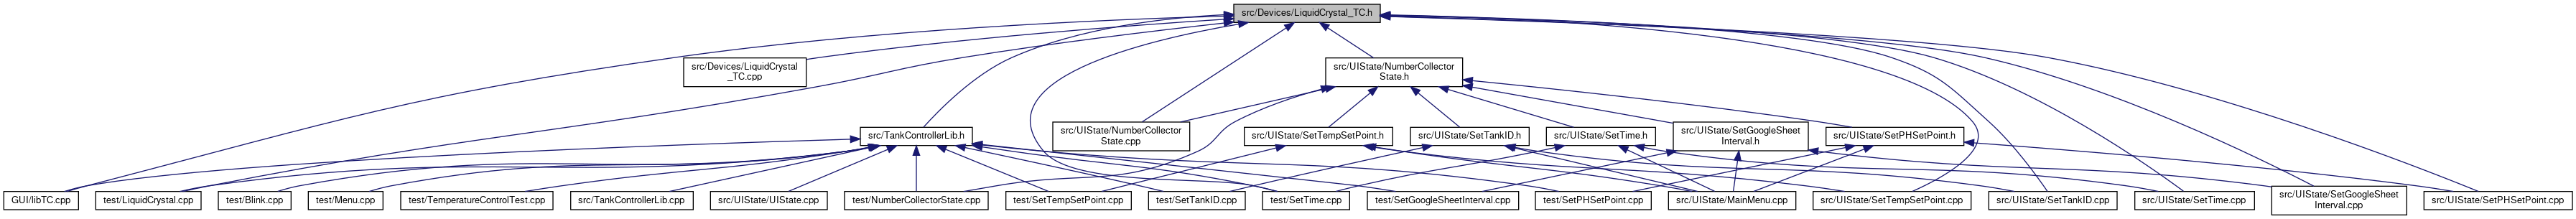 src/Devices/LiquidCrystal_TC.h
src/Devices/LiquidCrystal
_TC.cpp
src/UIState/NumberCollector
State.h
src/TankControllerLib.h
src/UIState/NumberCollector
State.cpp
src/UIState/SetTempSetPoint.h
src/UIState/SetTankID.h
src/UIState/SetTime.h
src/UIState/SetGoogleSheet
Interval.h
src/UIState/SetPHSetPoint.h
GUI/libTC.cpp
test/LiquidCrystal.cpp
test/Blink.cpp
test/Menu.cpp
test/TemperatureControlTest.cpp
src/TankControllerLib.cpp
src/UIState/UIState.cpp
test/NumberCollectorState.cpp
test/SetTempSetPoint.cpp
test/SetTankID.cpp
test/SetTime.cpp
test/SetGoogleSheetInterval.cpp
test/SetPHSetPoint.cpp
src/UIState/MainMenu.cpp
src/UIState/SetTempSetPoint.cpp
src/UIState/SetTankID.cpp
src/UIState/SetTime.cpp
src/UIState/SetGoogleSheet
Interval.cpp
src/UIState/SetPHSetPoint.cpp